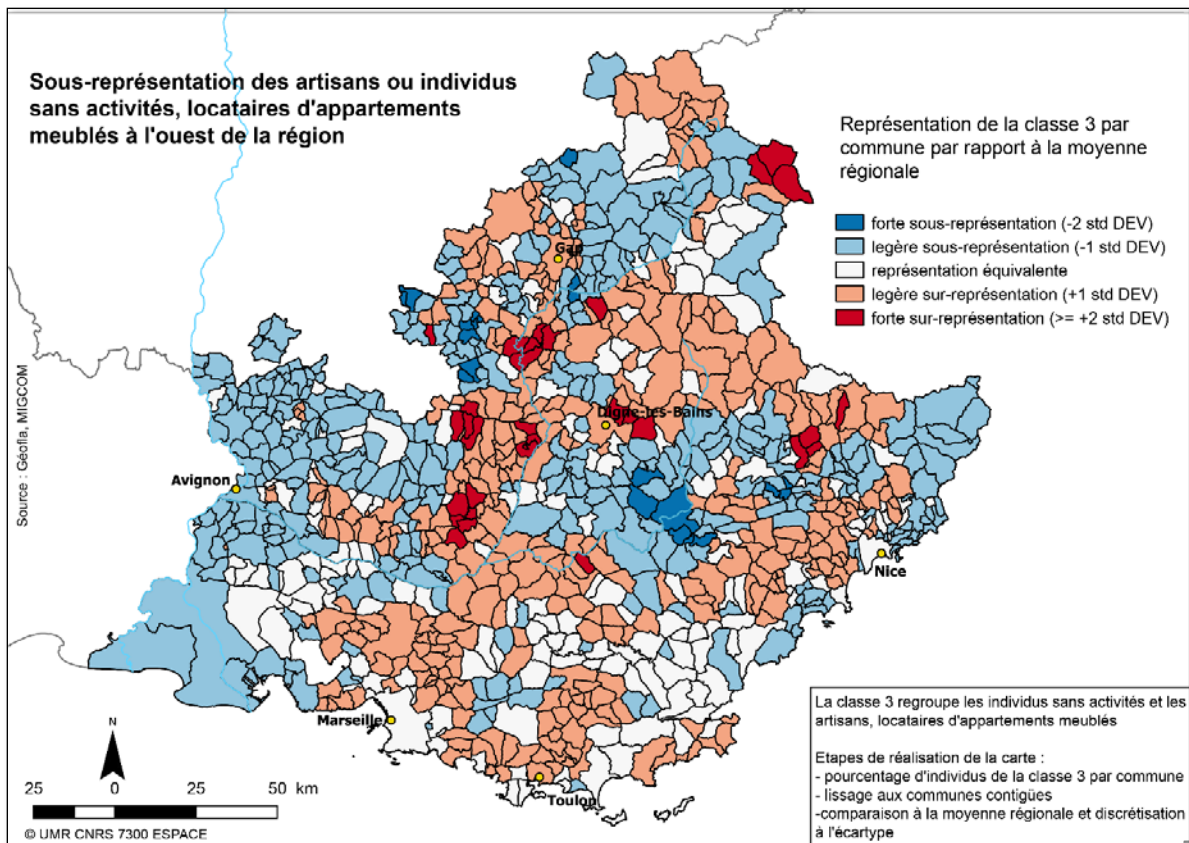 Sous-représentation des artisans ou individus
sans activités, locataires d'appartements
meublés à l'ouest de la région
Représentation de la classe 3 par
commune par rapport à la moyenne
régionale
forte sous-représentation (-2 std DEV)
legère sous-représentation (-1 std DEV)
représentation équivalente
legère sur-représentation (+1 std DEV)
forte sur-représentation (>= +2 std DEV)
Gap
Digne-les-Bains
Avignon
Nice
Marseille
Toulon
Source : Géofla, MIGCOM
N
25 0 50 km
© UMR CNRS 7300 ESPACE
La classe 3 regroupe les individus sans activités et les
artisans, locataires d'appartements meublés
Etapes de réalisation de la carte :
- pourcentage d'individus de la classe 3 par commune
- lissage aux communes contigües
-comparaison à la moyenne régionale et discrétisation
à l'écartype